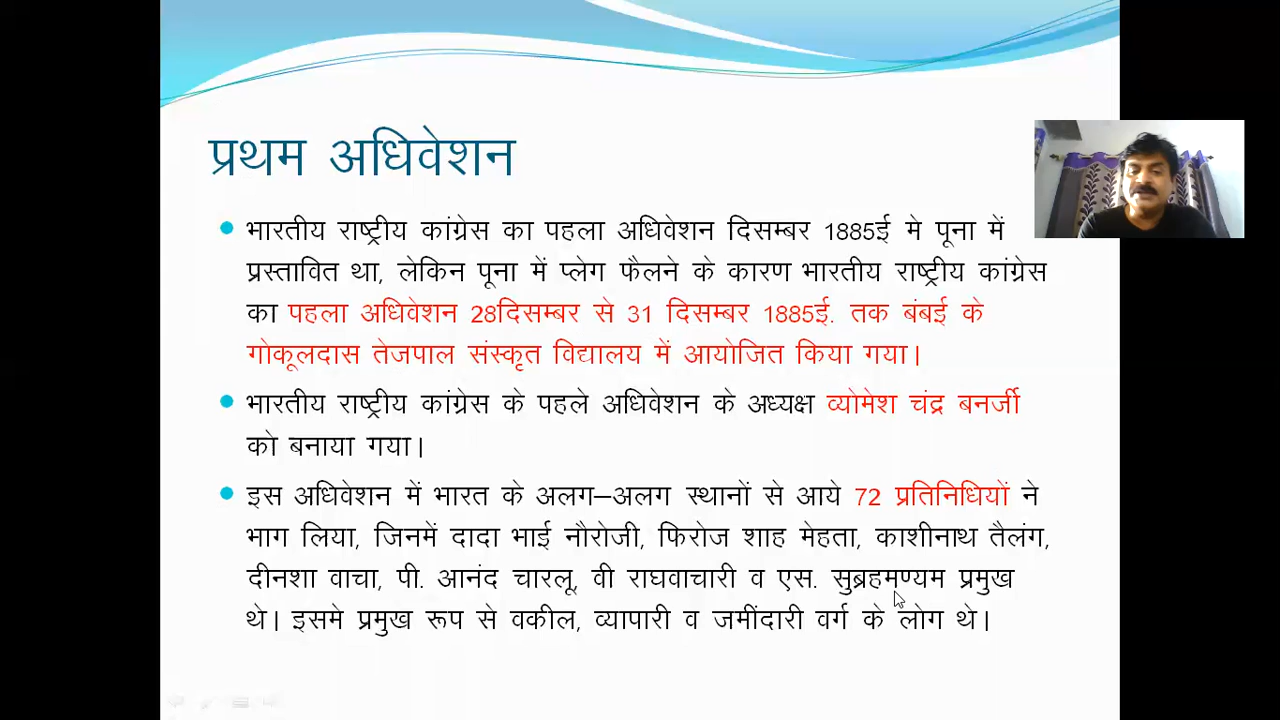 प्रथम अधिवेशन
भारतीय राष्ट्रीय कांग्रेस का पहला अधिवेशन दिसम्बर 1885ई मे पूना में
प्रस्तावित था, लेकिन पूना में प्लेग फैलने के कारण भारतीय राष्ट्रीय कांग्रेस
का पहला अधिवेशन 28दिसम्बर से 31 दिसम्बर 1885ई. तक बंबई के
गोकूलदास तेजपाल संस्कृत विद्यालय में आयोजित किया गया।
भारतीय राष्ट्रीय कांग्रेस के पहले अधिवेशन के अध्यक्ष व्योमेश चंद्र बनर्जी
को बनाया गया।
इस अधिवेशन में भारत के अलग–अलग स्थानों से आये 72 प्रतिनिधियों ने
भाग लिया, जिनमें दादा भाई नौरोजी, फिरोज शाह मेहता, काशीनाथ तैलंग,
दीनशा वाचा, पी. आनंद चारलू, वी राघवाचारी व एस. सुब्रहमण्यम प्रमुख
थे। इसमे प्रमुख रूप से वकील, व्यापारी व जमींदारी वर्ग के लोग थे।